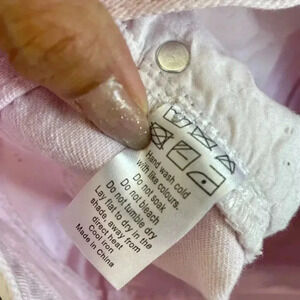 Hand wash cold
with like colours.
Do not soak
Do not bleach.
Do not tumble dry
Lay flat to dry in the
shade, away from
direct heat
Cool iron
Made in China